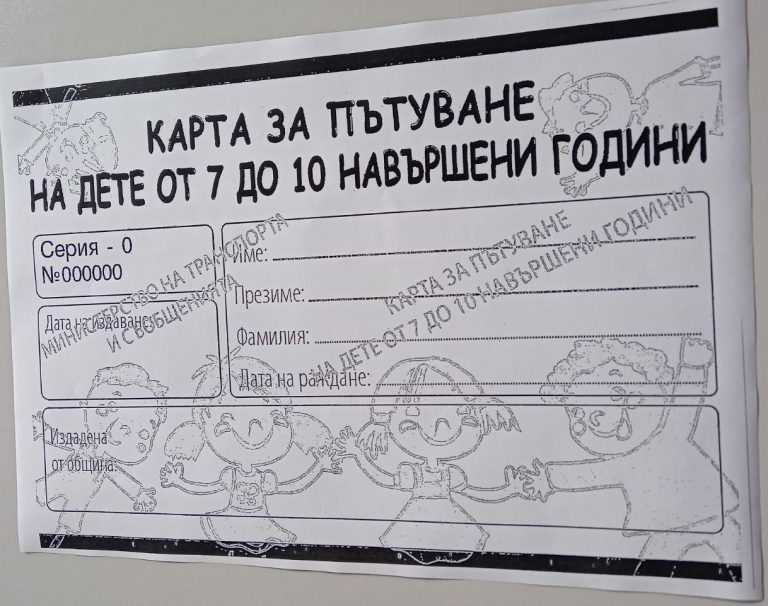 КАРТА ЗА ПЪТУВАНЕ
НА ДЕТЕ ОТ 7 ДО 10 НАВЪРШЕНИ ГОДИНИ
Серия - 0
№000000
Дата на издаване:
МИНИСТЕРСТВО НА ТРАНСПОРТА
И СЪОБЩЕНИЯТА
Име:
Презиме:
Фамилия:
Дата на раждане:
КАРТА ЗА ПЪТУВАНЕ
НА ДЕТЕ ОТ 7 ДО 10 НАВЪРШЕНИ ГОДИНИ
Издадена
от община: